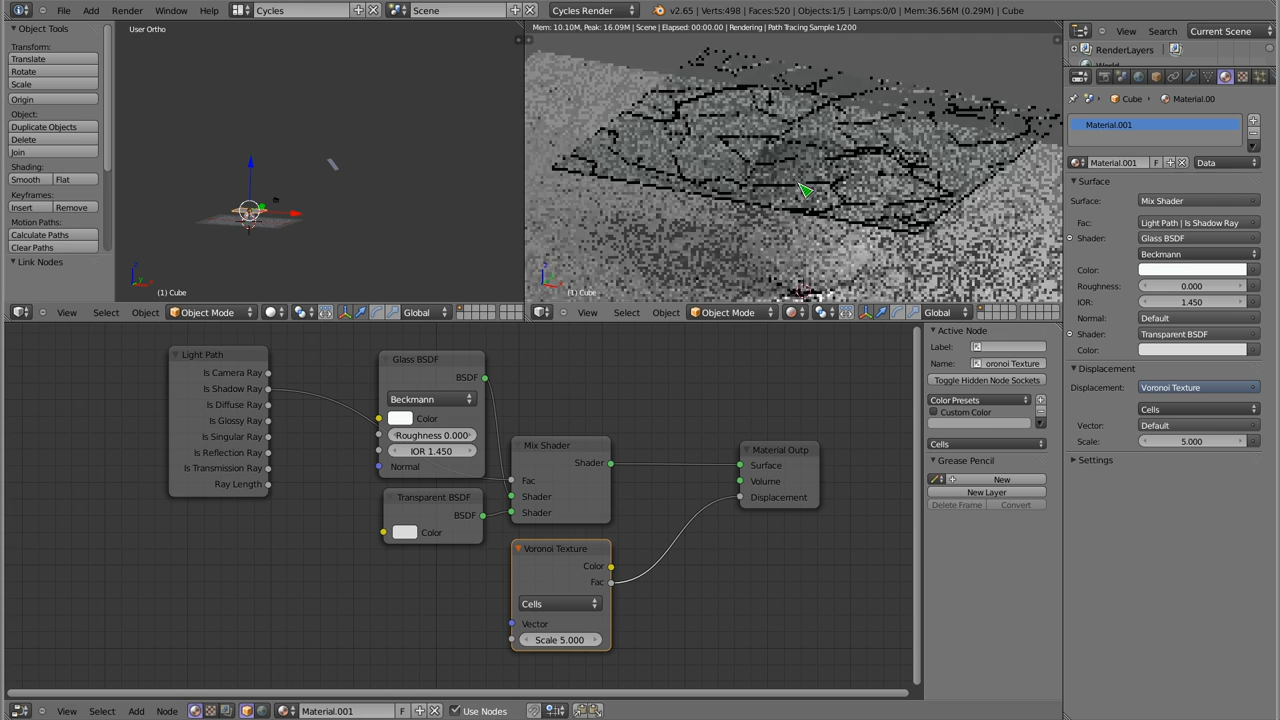 File Add Render Window Help Cycles Scene Cycles Render v2.65 | Verts:498 | Faces:520 | Objects:1/5 | Lamps:0/0 | Mem:36.56M (0.29M) | Cube
Object Tools
Transform:
Translate
Rotate
Scale
Origin
Object:
Duplicate Objects
Delete
Join
Shading:
Smooth Flat
Keyframes:
Insert Remove
Motion Paths:
Calculate Paths
Clear Paths
Link Nodes
User Ortho
(1) Cube
View Select Object Object Mode Global
Mem: 10.10M, Peak: 16.09M | Scene | Elapsed: 00:00.00 | Rendering | Path Tracing Sample 1/200
(1) Cube
View Select Object Object Mode Global
View Search Current Scene
RenderLayers
Cube Material.00
Material.001
Material.001 F Data
Surface
Surface: Mix Shader
Fac: Light Path | Is Shadow Ray
Shader: Glass BSDF
Beckmann
Color:
Roughness: 0.000
IOR: 1.450
Normal: Default
Shader: Transparent BSDF
Color:
Displacement
Displacement: Voronoi Texture
Cells
Vector: Default
Scale: 5.000
Settings
Light Path
Is Camera Ray
Is Shadow Ray
Is Diffuse Ray
Is Glossy Ray
Is Singular Ray
Is Reflection Ray
Is Transmission Ray
Ray Length
Glass BSDF
BSDF
Beckmann
Color
Roughness 0.000
IOR 1.450
Normal
Transparent BSDF
BSDF
Color
Mix Shader
Shader
Fac
Shader
Shader
Voronoi Texture
Color
Fac
Cells
Vector
Scale 5.000
Material Outp
Surface
Volume
Displacement
Active Node
Label:
Name: oronoi Texture
Toggle Hidden Node Sockets
Color Presets
Custom Color
Cells
Grease Pencil
New
New Layer
Delete Frame Convert
View Select Add Node Material.001 F Use Nodes